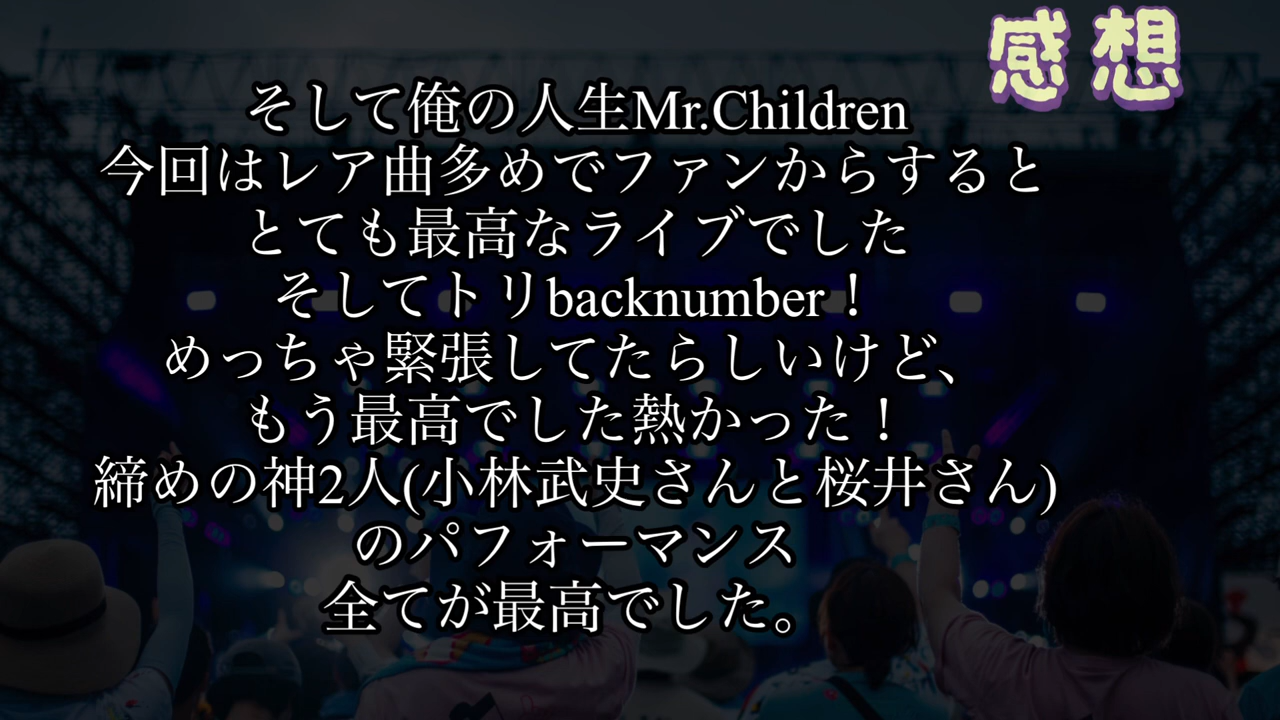 感想
そして俺の人生Mr.Children
今回はレア曲多めでファンからすると
とても最高なライブでした
そしてトリbacknumber！
めっちゃ緊張してたらしいけど、
もう最高でした熱かった！
締めの神2人(小林武史さんと桜井さん)
のパフォーマンス
全てが最高でした。